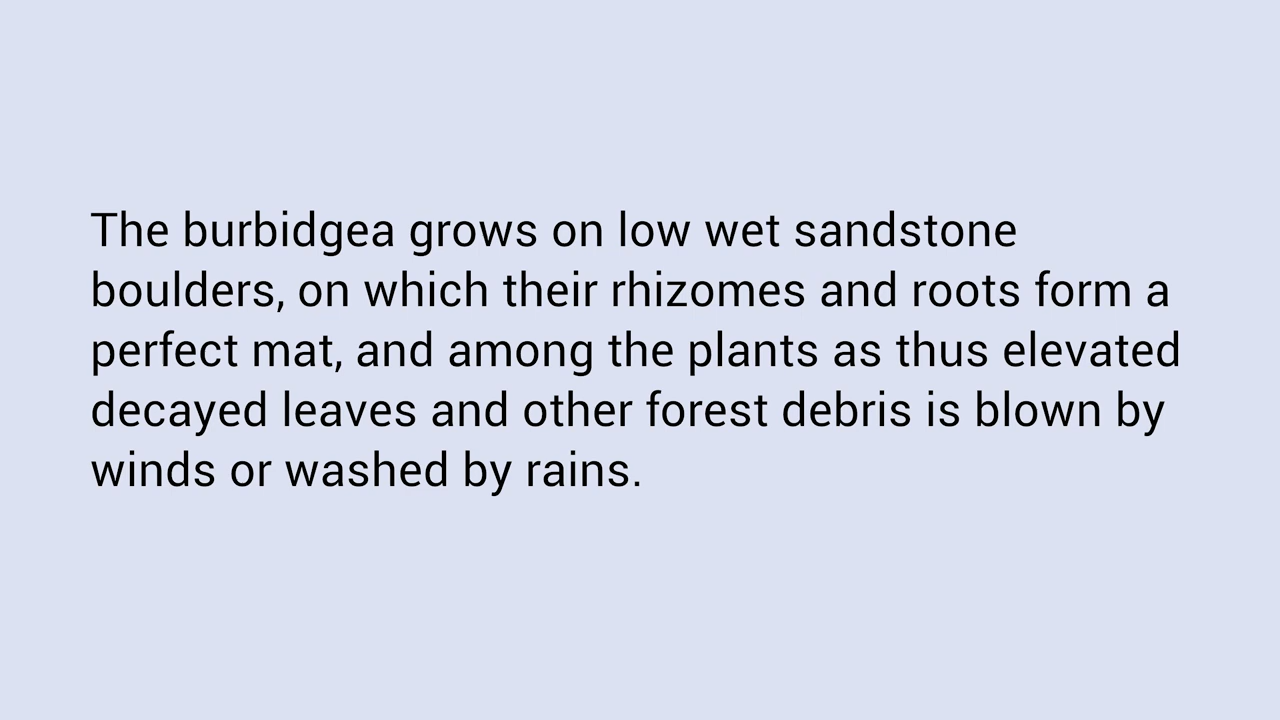 The burbidgea grows on low wet sandstone
boulders, on which their rhizomes and roots form a
perfect mat, and among the plants as thus elevated
decayed leaves and other forest debris is blown by
winds or washed by rains.